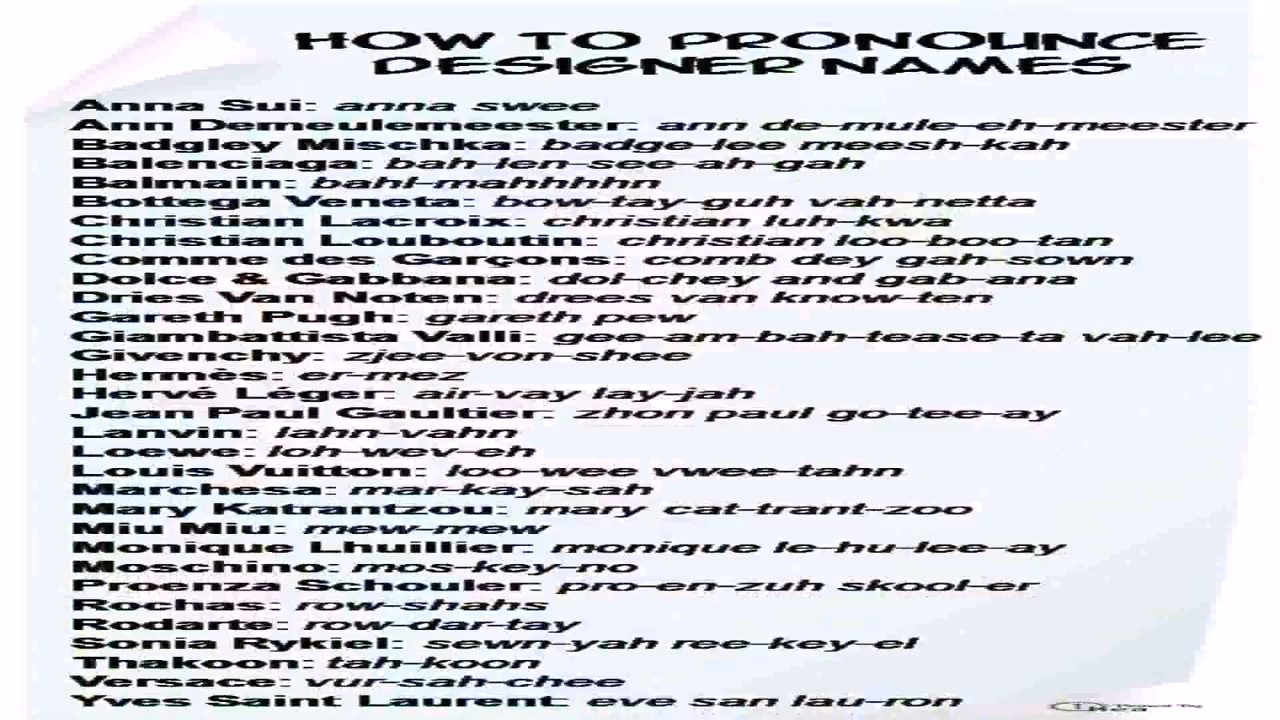 HOW TO PRONOUNCE
DESIGNER NAMES
Anna Sui: anna swee
Ann Demeulemeester: ann de-mule-eh-meester
Badgley Mischka: badge-lee meesh-kah
Balenciaga: bah-len-see-ah-gah
Balmain: bahl-mahhhhn
Bottega Veneta: bow-tay-guh vah-netta
Christian Lacroix: christian luh-kwa
Christian Louboutin: christian loo-boo-tan
Comme des Garçons: comb dey gah-sown
Dolce & Gabbana: dol-chey and gab-ana
Dries Van Noten: drees van know-ten
Gareth Pugh: gareth pew
Giambattista Valli: gee-am-bah-tease-ta vah-lee
Givenchy: zjee-von-shee
Hermès: er-mez
Hervé Léger: air-vay lay-jah
Jean Paul Gaultier: zhon paul go-tee-ay
Lanvin: lahn-vahn
Loewe: loh-wev-eh
Louis Vuitton: loo-wee vwee-tahn
Marchesa: mar-kay-sah
Mary Katrantzou: mary cat-trant-zoo
Miu Miu: mew-mew
Monique Lhuillier: monique le-hu-lee-ay
Moschino: mos-key-no
Proenza Schouler: pro-en-zuh skool-er
Rochas: row-shahs
Rodarte: row-dar-tay
Sonia Rykiel: sewn-yah ree-key-el
Thakoon: tah-koon
Versace: vur-sah-chee
Yves Saint Laurent: eve san lau-ron